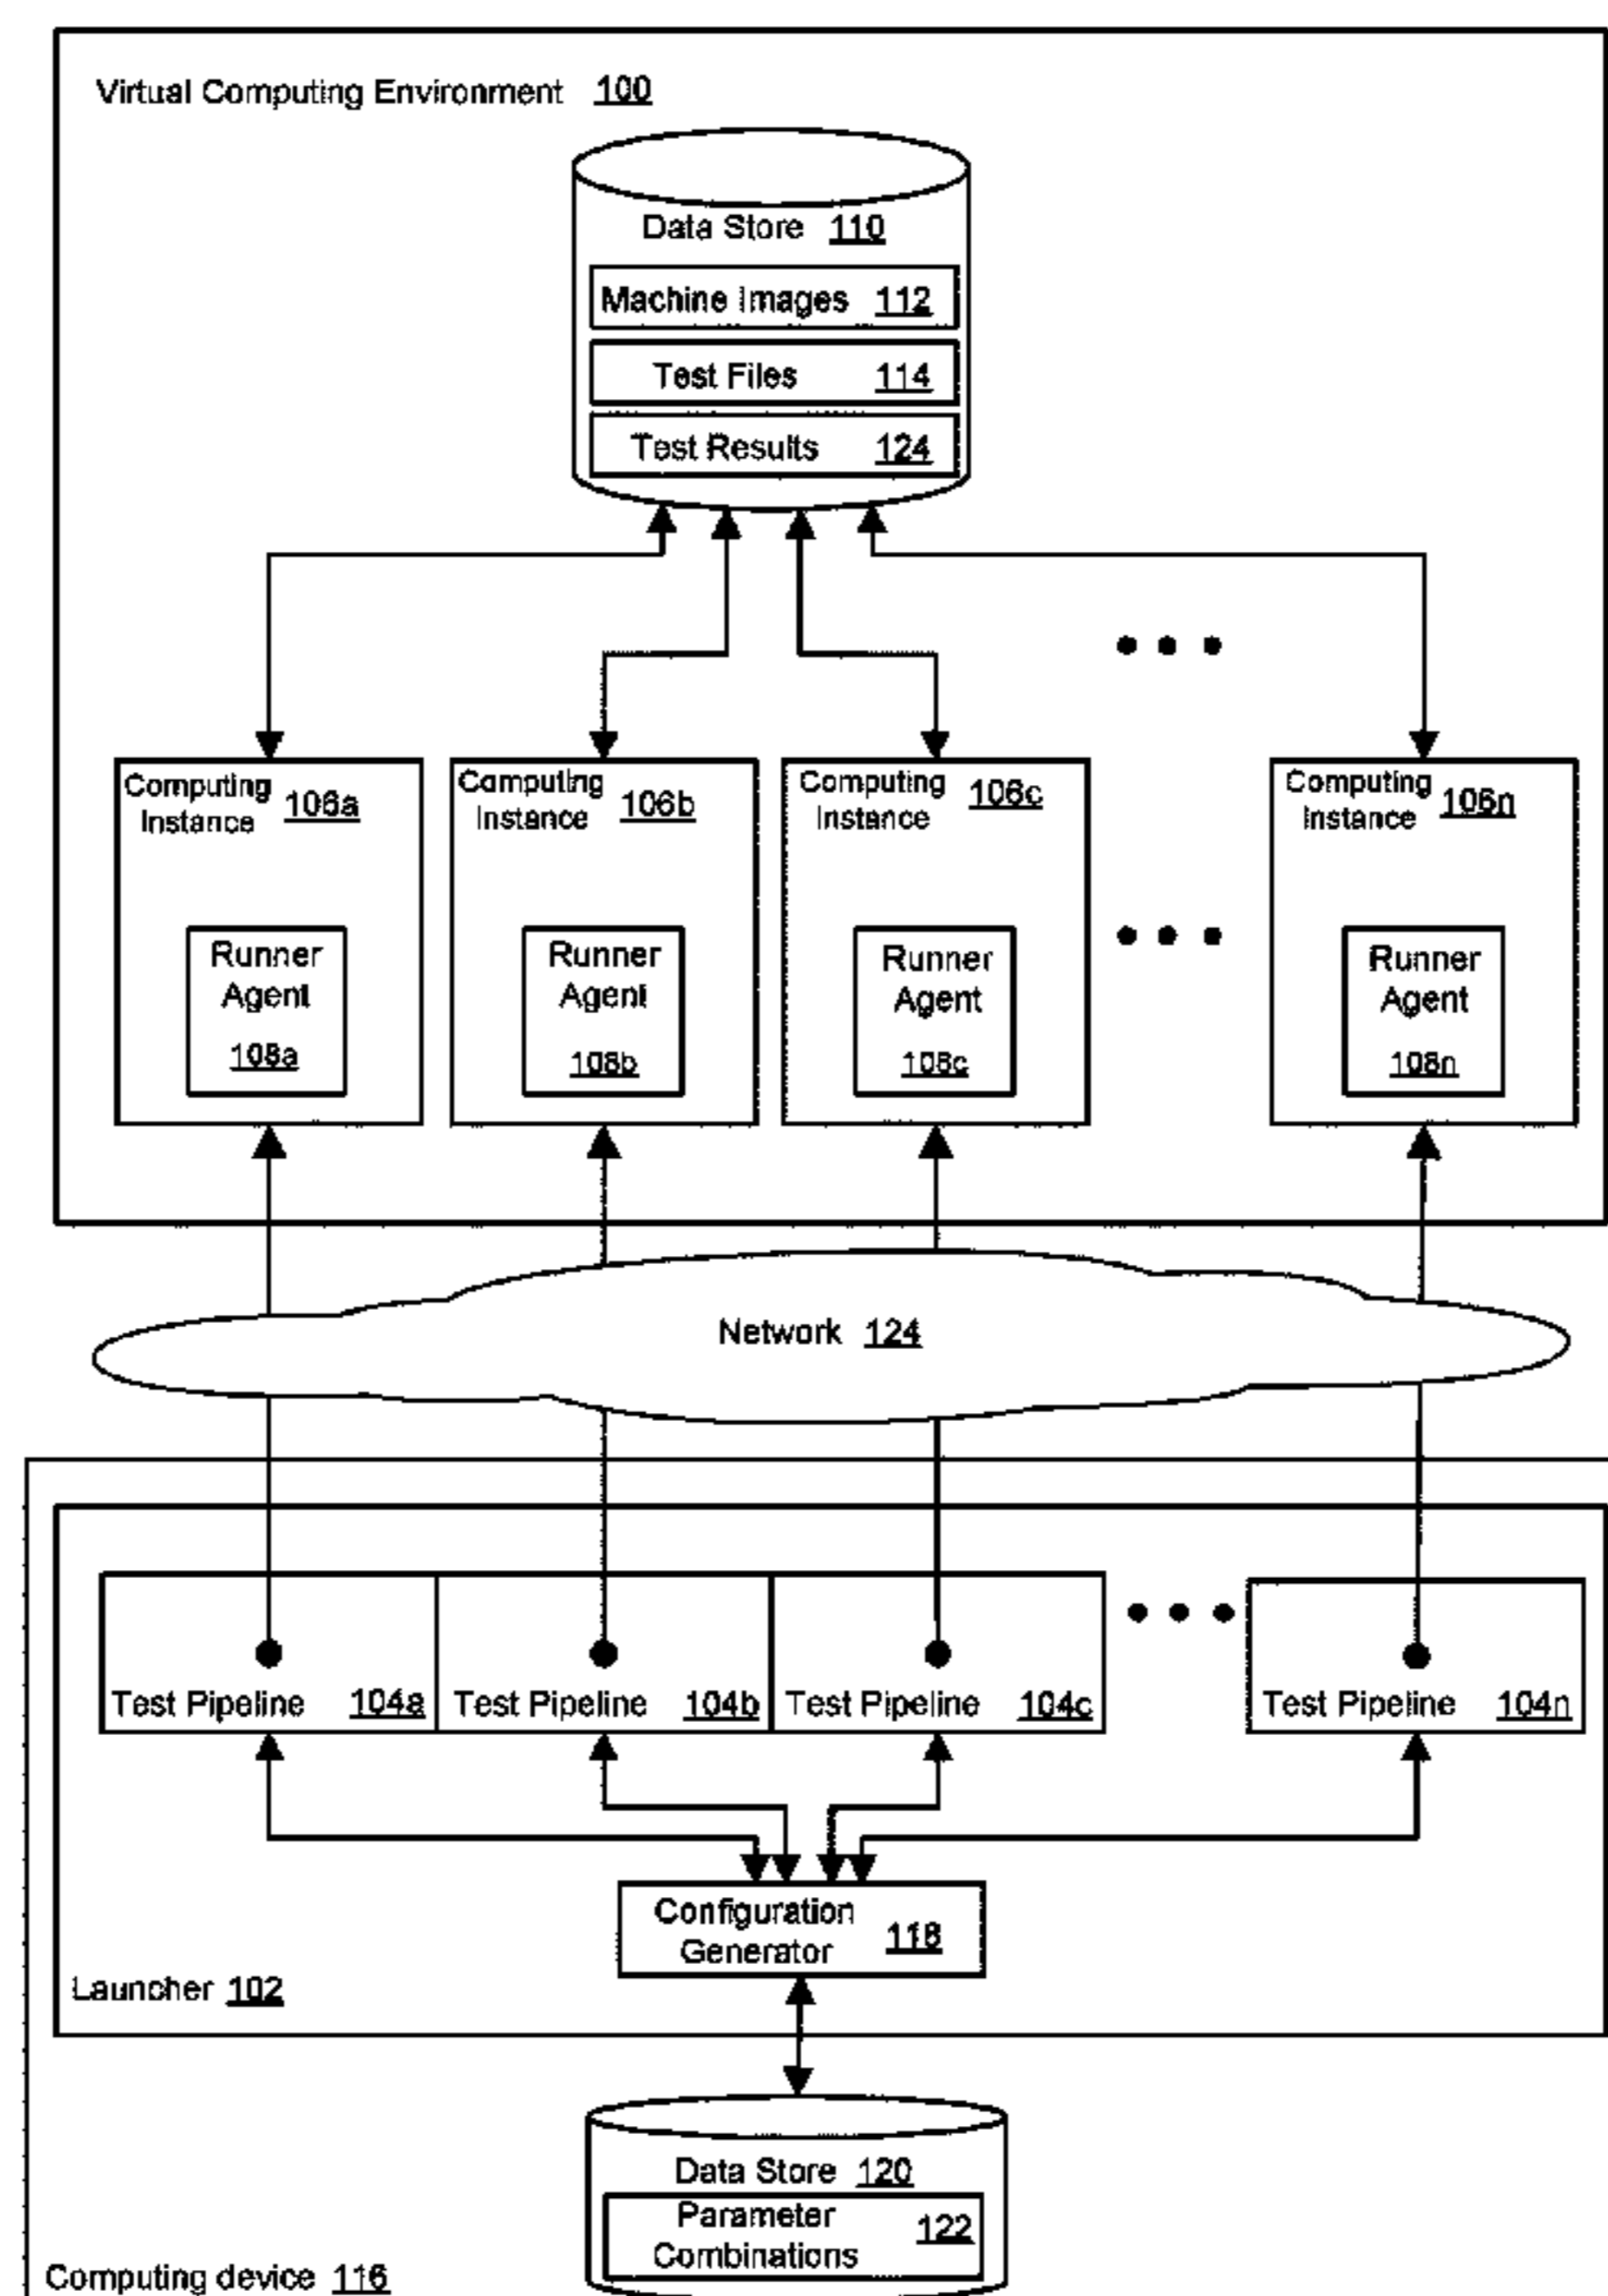 Virtual Computing Environment 100
Data Store 110
Machine Images 112
Test Files 114
Test Results 124
Computing Instance 106a
Runner Agent 108a
Computing Instance 106b
Runner Agent 108b
Computing Instance 106c
Runner Agent 108c
Computing Instance 106n
Runner Agent 108n
Network 124
Test Pipeline 104a
Test Pipeline 104b
Test Pipeline 104c
Test Pipeline 104n
Configuration Generator 118
Launcher 102
Data Store 120
Parameter Combinations 122
Computing device 116